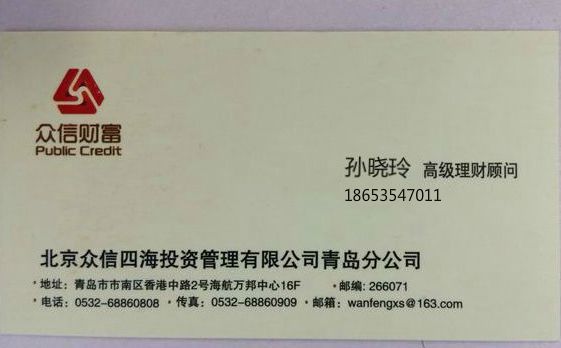 众信财富
Public Credit
孙晓玲 高级理财顾问
18653547011
北京众信四海投资管理有限公司青岛分公司
·地址：青岛市市南区香港中路2号海航万邦中心16F ·邮编: 266071
·电话：0532-68860808 ·传真：0532-68860909 ·邮箱：wanfengxs@163.com